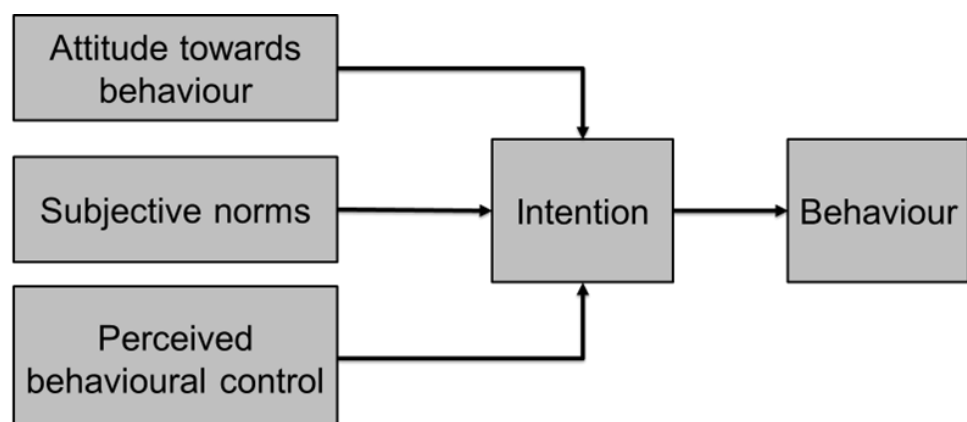 Attitude towards
behaviour
Subjective norms
Perceived
behavioural control
Intention
Behaviour